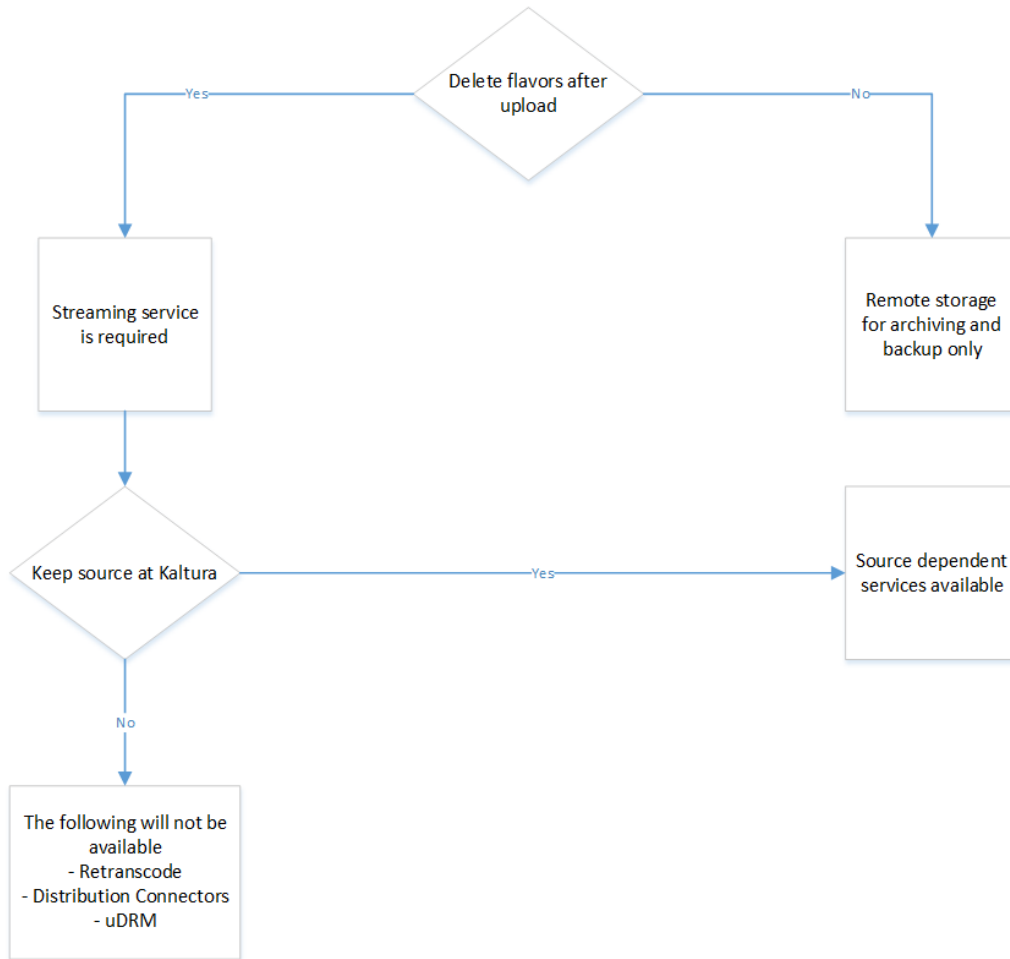 Delete flavors after
upload
Yes
No
Streaming service
is required
Remote storage
for archiving and
backup only
Keep source at Kaltura
Yes
Source dependent
services available
No
The following will not be
available
- Retranscode
- Distribution Connectors
- uDRM